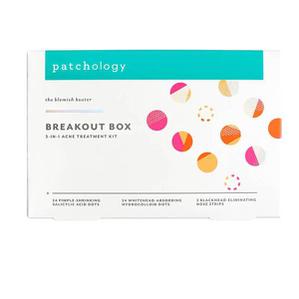 patchology
the blemish buster
BREAKOUT BOX
3-IN-1 ACNE TREATMENT KIT
24 PIMPLE SHRINKING
SALICYLIC ACID DOTS
24 WHITEHEAD-ABSORBING
HYDROCOLLOID DOTS
3 BLACKHEAD ELIMINATING
NOSE STRIPS